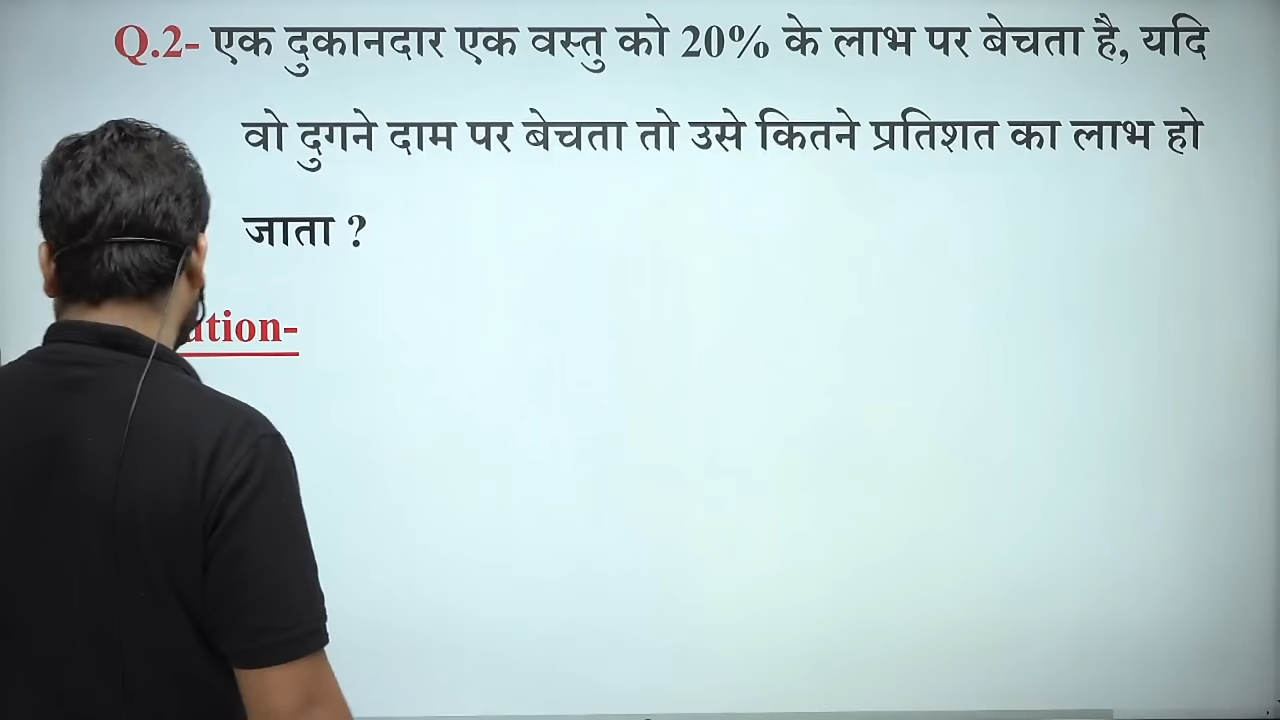 Q.2- एक दुकानदार एक वस्तु को 20% के लाभ पर बेचता है, यदि
वो दुगने दाम पर बेचता तो उसे कितने प्रतिशत का लाभ हो
जाता ?
ution-